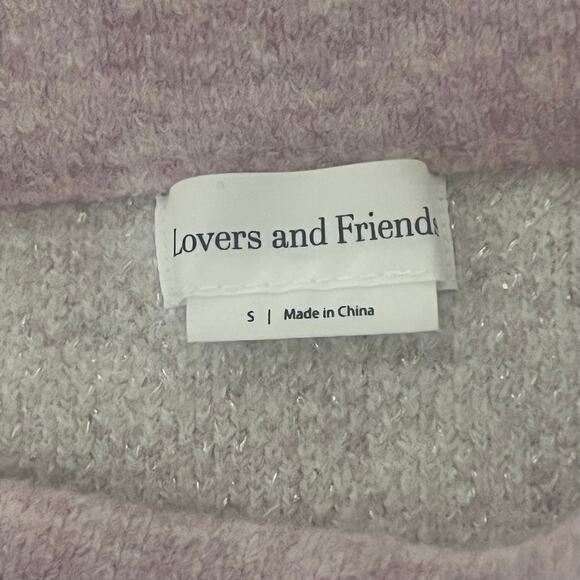 Lovers and Friends
S | Made in China